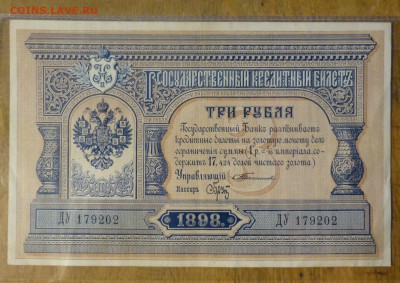 COINS.LAVE.RU
Государственный кредитный билетъ
ТРИ РУБЛЯ
Государственный Банкъ размѣниваетъ
кредитные билеты на золотую монету безъ
ограниченія суммы (1 р. = 1/15 имперіала, со-
держитъ 17,424 долей чистаго золота)
Управляющій
Кассиръ
ДУ 179202
1898.
ДУ 179202